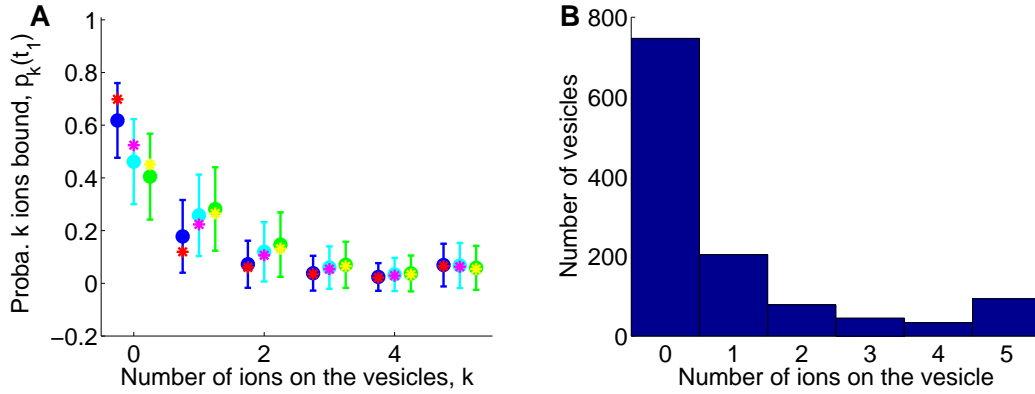 A
1
0.8
0.6
0.4
0.2
0
−0.2
Proba. k ions bound, p_k(t_1)
0 2 4
Number of ions on the vesicles, k
B
800
600
400
200
0
Number of vesicles
0 1 2 3 4 5
Number of ions on the vesicle